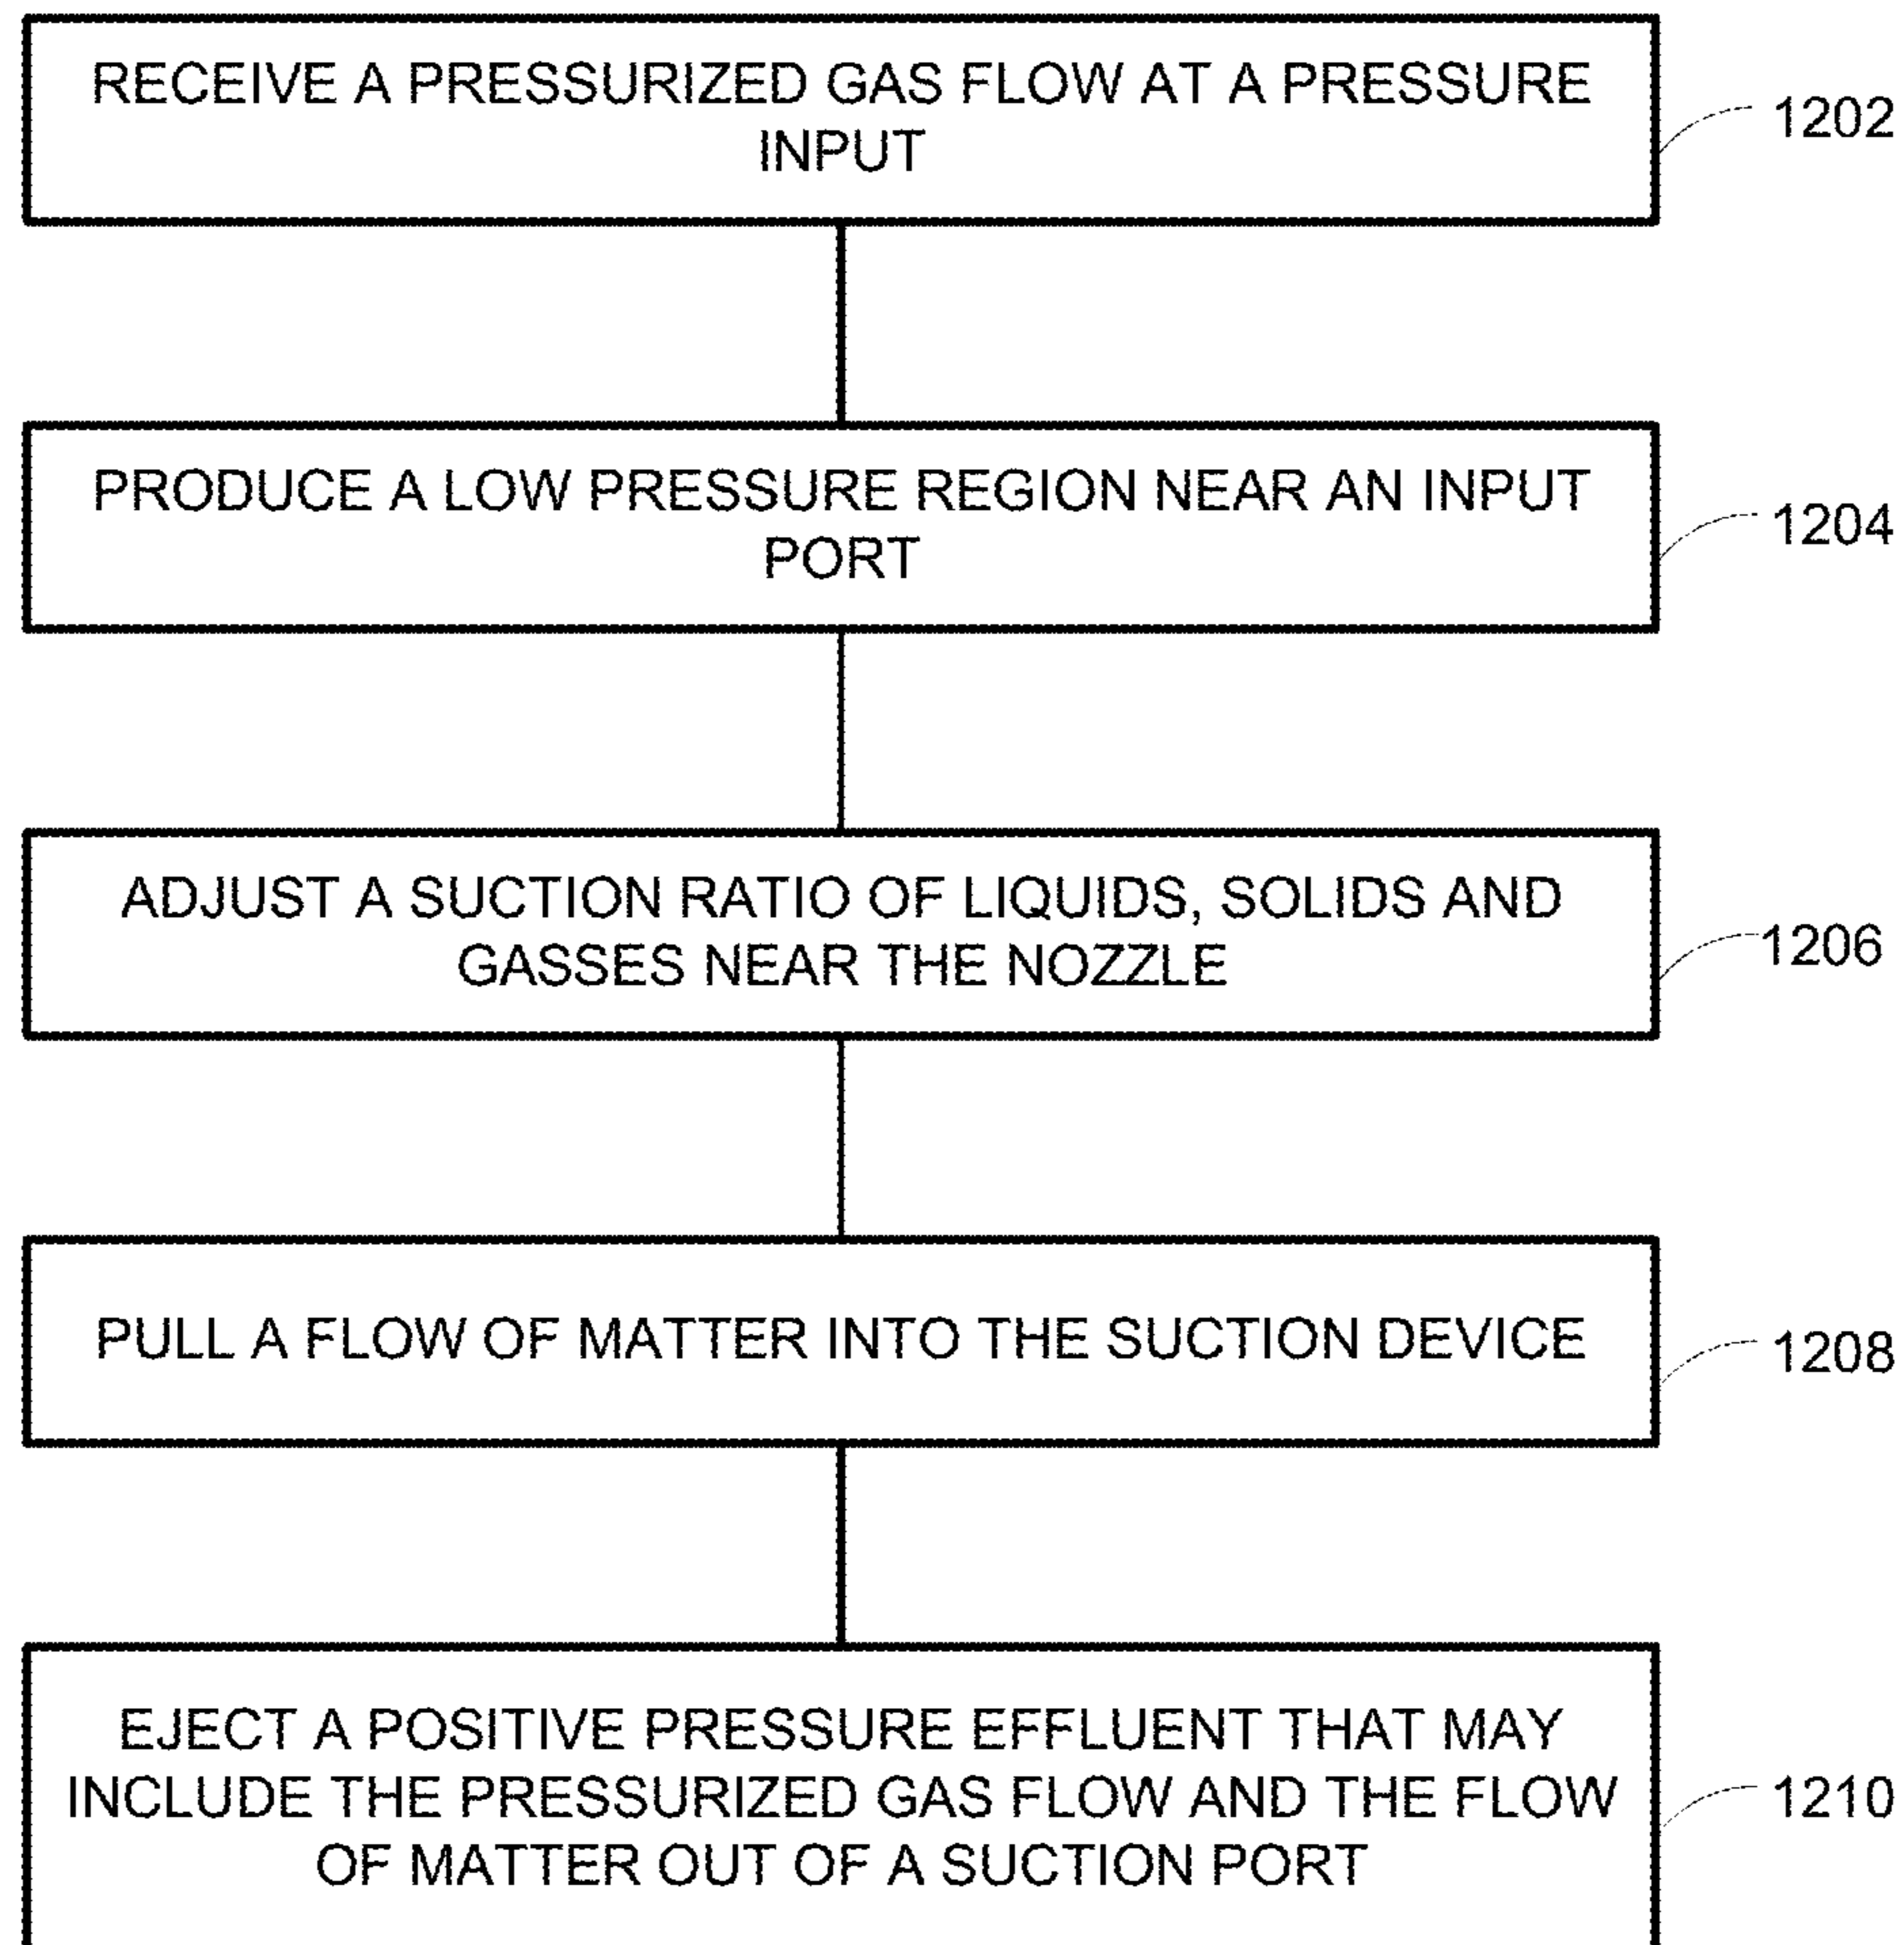 RECEIVE A PRESSURIZED GAS FLOW AT A PRESSURE
INPUT
1202
PRODUCE A LOW PRESSURE REGION NEAR AN INPUT
PORT
1204
ADJUST A SUCTION RATIO OF LIQUIDS, SOLIDS AND
GASSES NEAR THE NOZZLE
1206
PULL A FLOW OF MATTER INTO THE SUCTION DEVICE
1208
EJECT A POSITIVE PRESSURE EFFLUENT THAT MAY
INCLUDE THE PRESSURIZED GAS FLOW AND THE FLOW
OF MATTER OUT OF A SUCTION PORT
1210